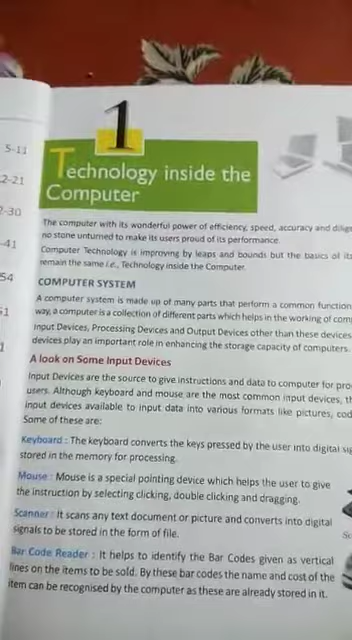 5-11
2-21
2-30
-41
54
51
1
1
Technology inside the
Computer
The computer with its wonderful power of efficiency, speed, accuracy and
no stone unturned to make its users proud of its performance.
Computer Technology is improving by leaps and bounds but the basics of
remain the same i.e., Technology inside the Computer.
COMPUTER SYSTEM
A computer system is made up of many parts that perform a common function
way, a computer is a collection of different parts which helps in the working of
Input Devices, Processing Devices and Output Devices other than these devices
devices play an important role in enhancing the storage capacity of computers.
A look on Some Input Devices
Input Devices are the source to give instructions and data to computer for
users. Although keyboard and mouse are the most common input devices,
input devices available to input data into various formats like pictures,
Some of these are:
Keyboard : The keyboard converts the keys pressed by the user into digital
stored in the memory for processing.
Mouse : Mouse is a special pointing device which helps the user to give
the instruction by selecting clicking, double clicking and dragging.
Scanner : It scans any text document or picture and converts into digital
signals to be stored in the form of file.
Bar Code Reader : It helps to identify the Bar Codes given as vertical
lines on the items to be sold. By these bar codes the name and cost of the
item can be recognised by the computer as these are already stored in it.